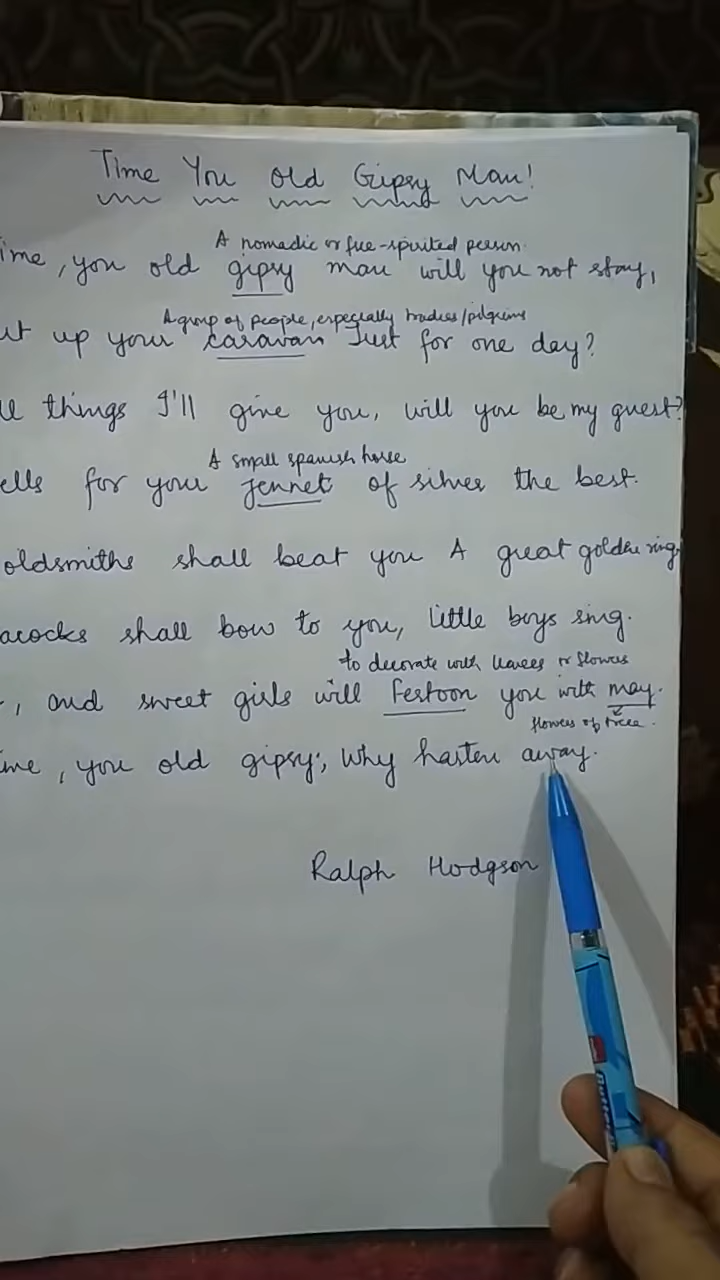 Time You Old Gipsy Man!
A nomadic or free-spirited person.
ime, you old gipsy man will you not stay,
A group of people, especially trades/pilgrims
ut up your caravan Just for one day?
ll things I'll give you, will you be my guest?
A small spanish horse
ells for your jennet of silver the best.
oldsmiths shall beat you A great golden ring,
acocks shall bow to you, little boys sing.
to decorate with leaves or flowers
, and sweet girls will Festoon you with may.
flowers of trees.
ime, you old gipsy, Why hasten away.
Ralph Hodgson